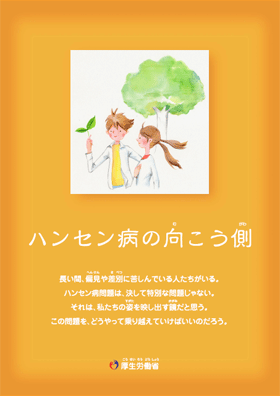 ハンセン病の向こう側
長い間、偏見や差別に苦しんでいる人たちがいる。
ハンセン病問題は、決して特別な問題じゃない。
それは、私たちの姿を映し出す鏡だと思う。
この問題を、どうやって乗り越えていけばいいのだろう。
厚生労働省